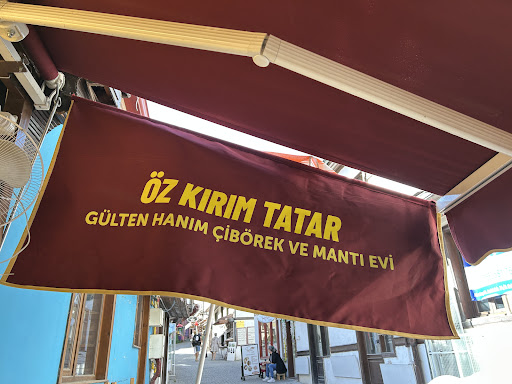 ÖZ KIRIM TATAR
GÜLTEN HANIM ÇİBÖREK VE MANTI EVİ